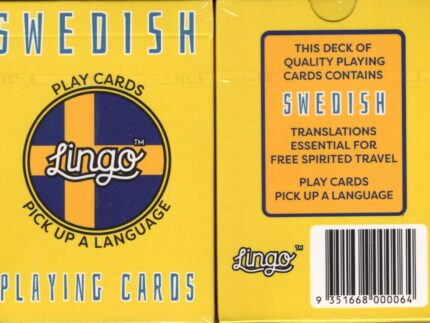 SWEDISH
PLAY CARDS
Lingo™
PICK UP A LANGUAGE
PLAYING CARDS
THIS DECK OF
QUALITY PLAYING
CARDS CONTAINS
SWEDISH
TRANSLATIONS
ESSENTIAL FOR
FREE SPIRITED TRAVEL
PLAY CARDS
PICK UP A LANGUAGE
Lingo™
9 351668 000064